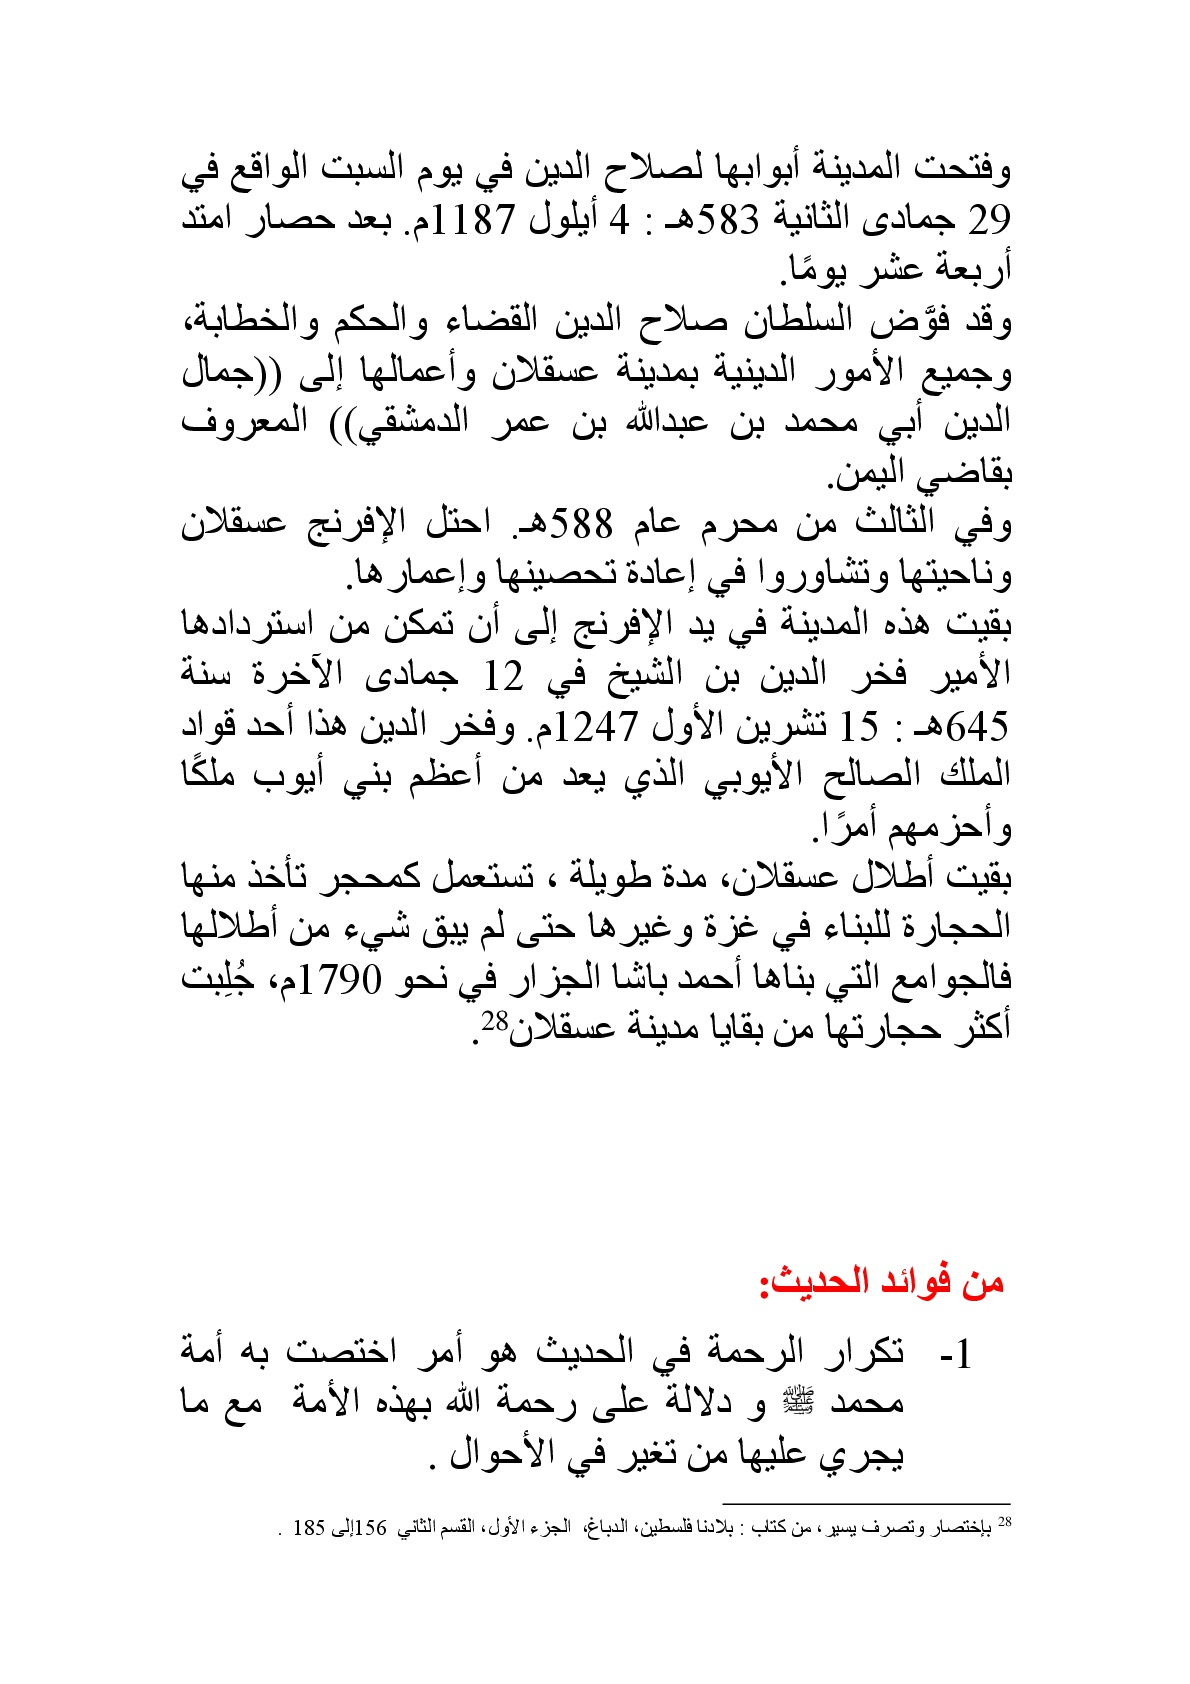 وفتحت المدينة أبوابها لصلاح الدين في يوم السبت الواقع في
29 جمادى الثانية 583هـ : 4 أيلول 1187م. بعد حصار امتد
أربعة عشر يومًا.
وقد فوَّض السلطان صلاح الدين القضاء والحكم والخطابة،
وجميع الأمور الدينية بمدينة عسقلان وأعمالها إلى ((جمال
الدين أبي محمد بن عبدالله بن عمر الدمشقي)) المعروف
بقاضي اليمن.
وفي الثالث من محرم عام 588هـ. احتل الإفرنج عسقلان
وناحيتها وتشاوروا في إعادة تحصينها وإعمارها.
بقيت هذه المدينة في يد الإفرنج إلى أن تمكن من استردادها
الأمير فخر الدين بن الشيخ في 12 جمادى الآخرة سنة
645هـ : 15 تشرين الأول 1247م. وفخر الدين هذا أحد قواد
الملك الصالح الأيوبي الذي يعد من أعظم بني أيوب ملكًا
وأحزمهم أمرًا.
بقيت أطلال عسقلان، مدة طويلة ، تستعمل كمحجر تأخذ منها
الحجارة للبناء في غزة وغيرها حتى لم يبق شيء من أطلالها
فالجوامع التي بناها أحمد باشا الجزار في نحو 1790م، جُلِبت
أكثر حجارتها من بقايا مدينة عسقلان28.
من فوائد الحديث:
1- تكرار الرحمة في الحديث هو أمر اختصت به أمة
محمد ﷺ و دلالة على رحمة الله بهذه الأمة مع ما
يجري عليها من تغير في الأحوال .
28 بإختصار وتصرف يسير، من كتاب : بلادنا فلسطين، الدباغ، الجزء الأول، القسم الثاني 156إلى 185 .